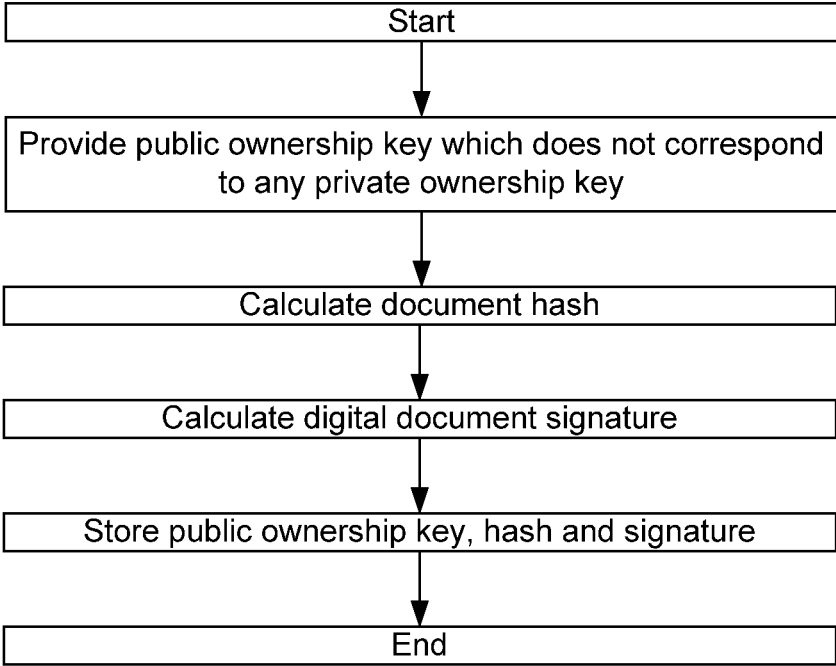 Start
Provide public ownership key which does not correspond
to any private ownership key
Calculate document hash
Calculate digital document signature
Store public ownership key, hash and signature
End